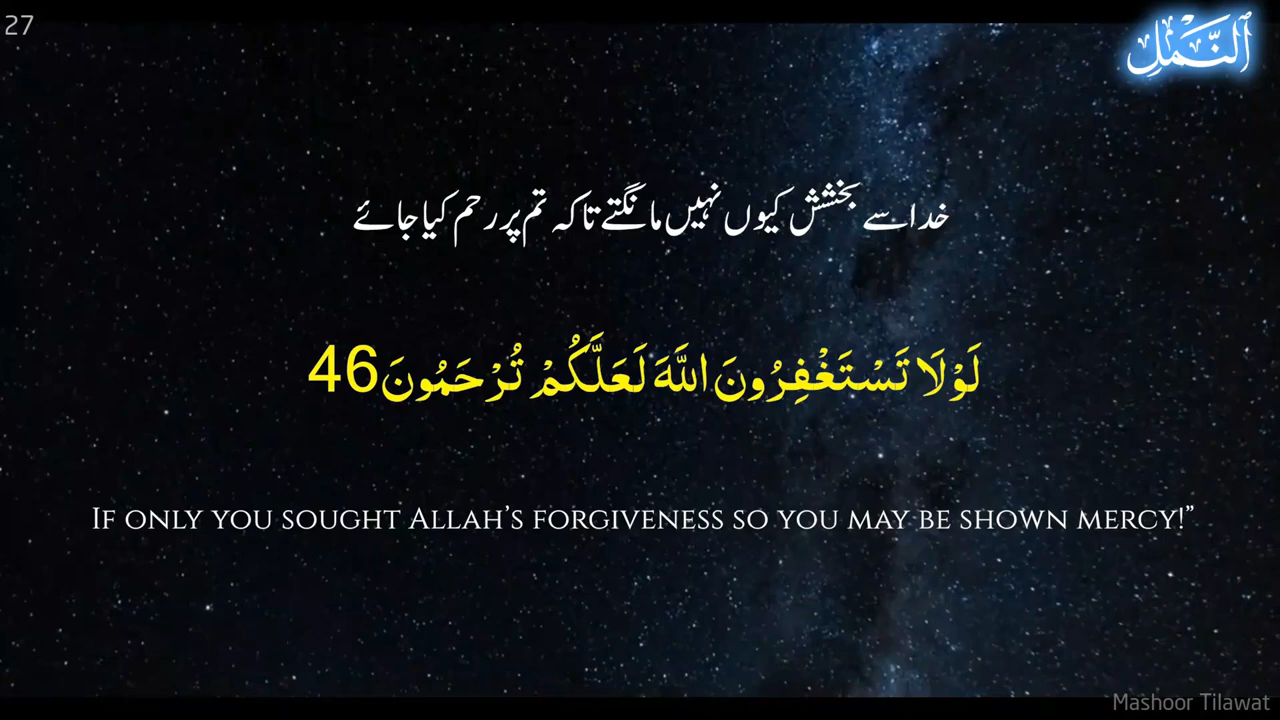 27
ٱلنَّمْلِ
خدا سے بخشش کیوں نہیں مانگتے تاکہ تم پر رحم کیا جائے
لَوْلَا تَسْتَغْفِرُونَ اللَّهَ لَعَلَّكُمْ تُرْحَمُونَ46
If only you sought Allah’s forgiveness so you may be shown mercy!”
Mashoor Tilawat